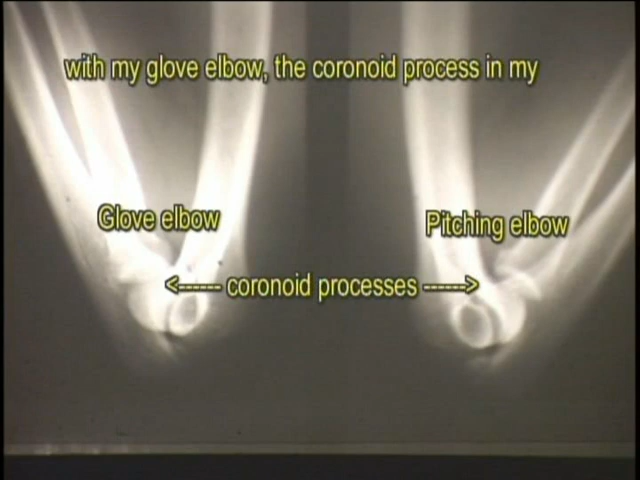 with my glove elbow, the coronoid process in my
Glove elbow
Pitching elbow
<------ coronoid processes ------>